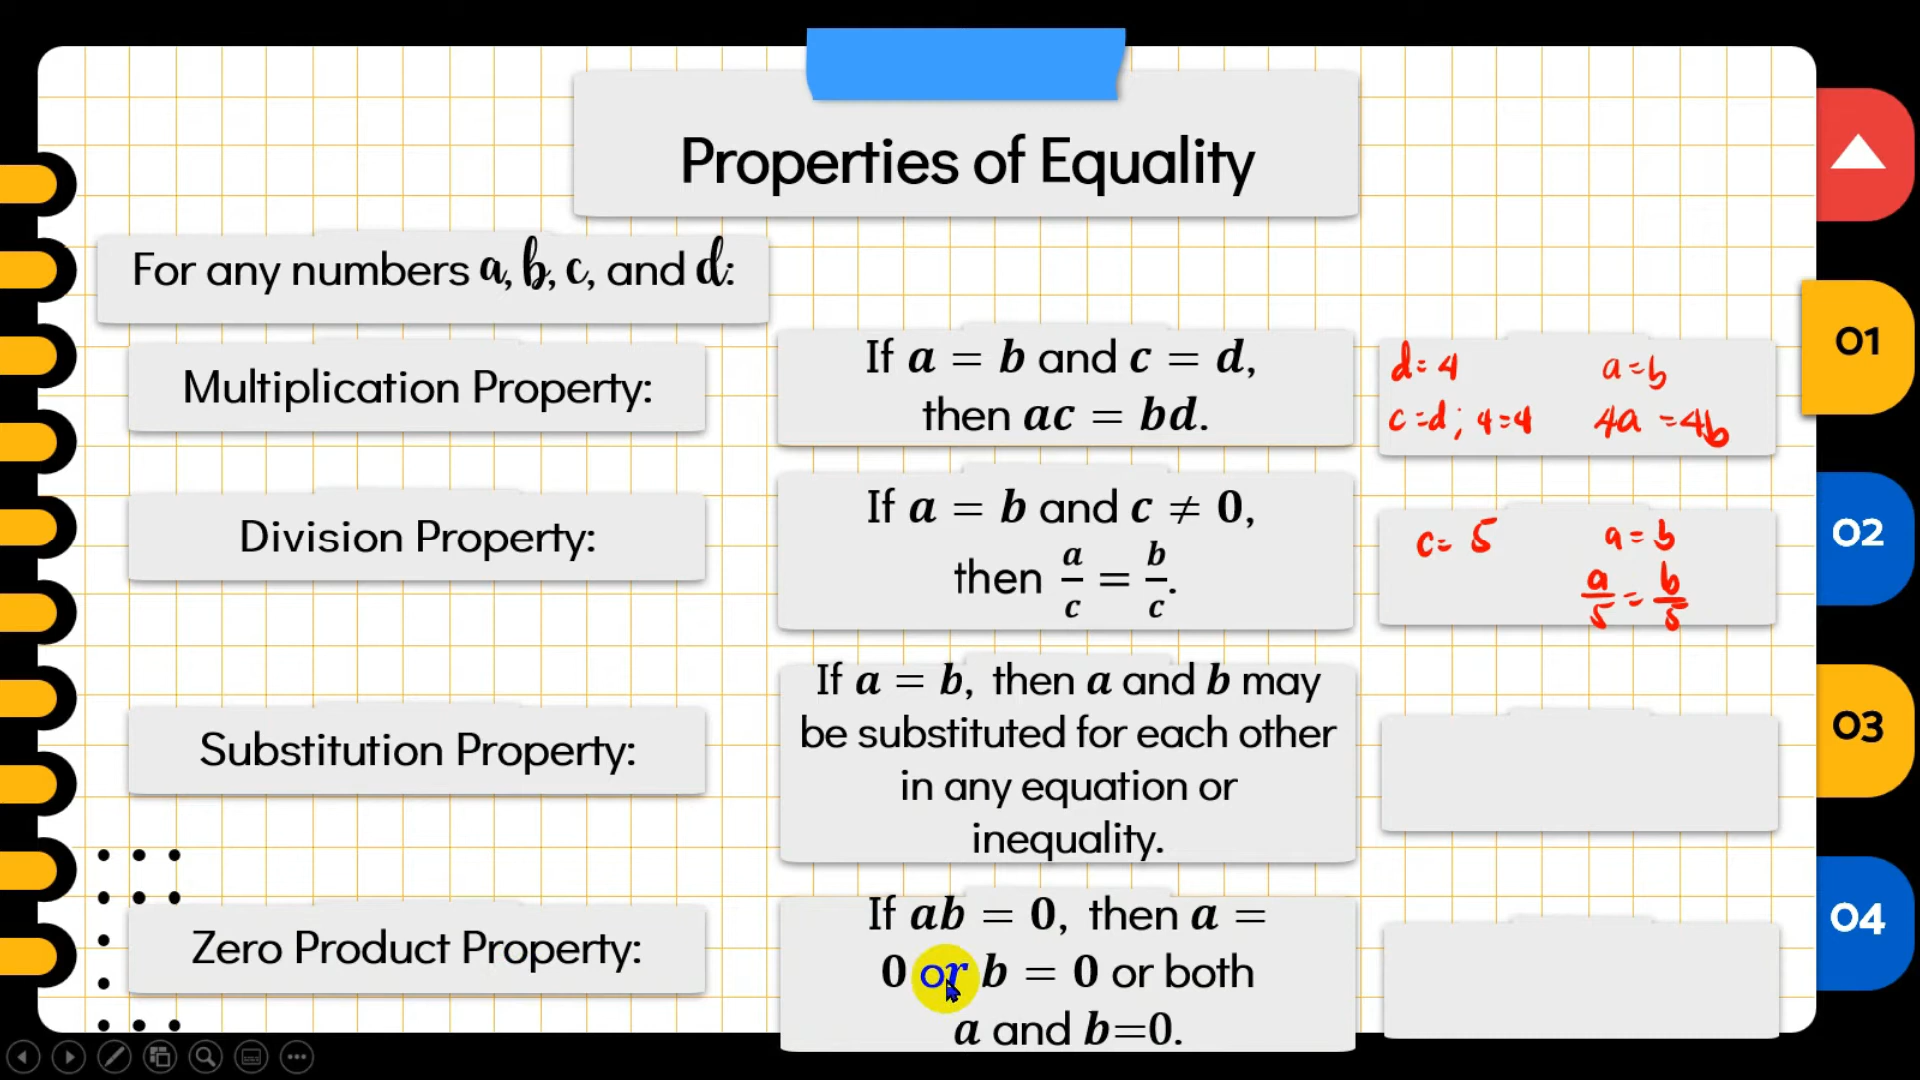 Properties of Equality
For any numbers a, b, c, and d:
Multiplication Property:
If a = b and c = d,
then ac = bd.
d = 4
a = b
c = d ; 4 = 4
4a = 4b
Division Property:
If a = b and c ≠ 0,
then a/c = b/c.
c = 5
a = b
a/5 = b/5
Substitution Property:
If a = b, then a and b may
be substituted for each other
in any equation or
inequality.
Zero Product Property:
If ab = 0, then a =
0 or b = 0 or both
a and b=0.
01
02
03
04